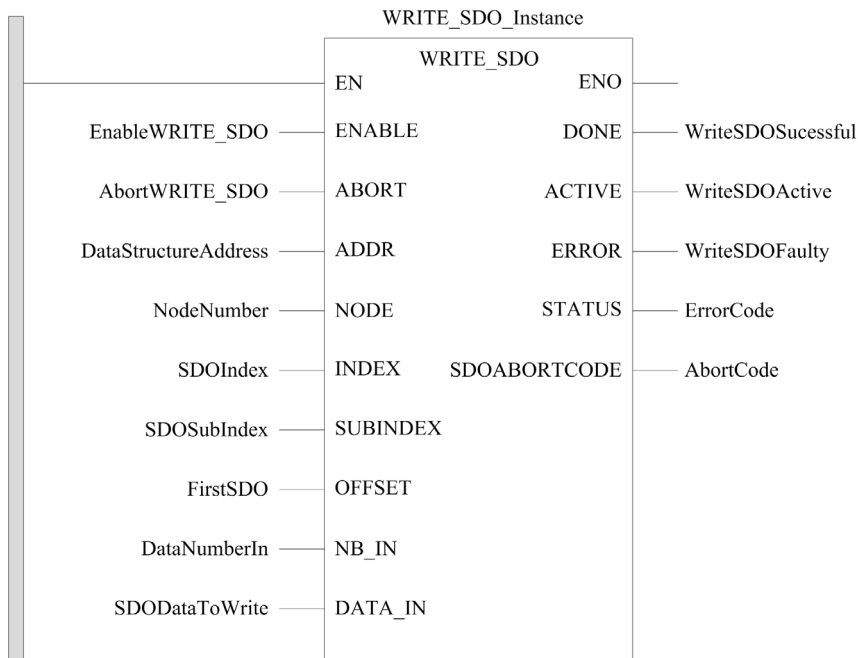 WRITE_SDO_Instance
WRITE_SDO
EN ENO
EnableWRITE_SDO ENABLE DONE WriteSDOSucessful
AbortWRITE_SDO ABORT ACTIVE WriteSDOActive
DataStructureAddress ADDR ERROR WriteSDOFaulty
NodeNumber NODE STATUS ErrorCode
SDOIndex INDEX SDOABORTCODE AbortCode
SDOSubIndex SUBINDEX
FirstSDO OFFSET
DataNumberIn NB_IN
SDODataToWrite DATA_IN